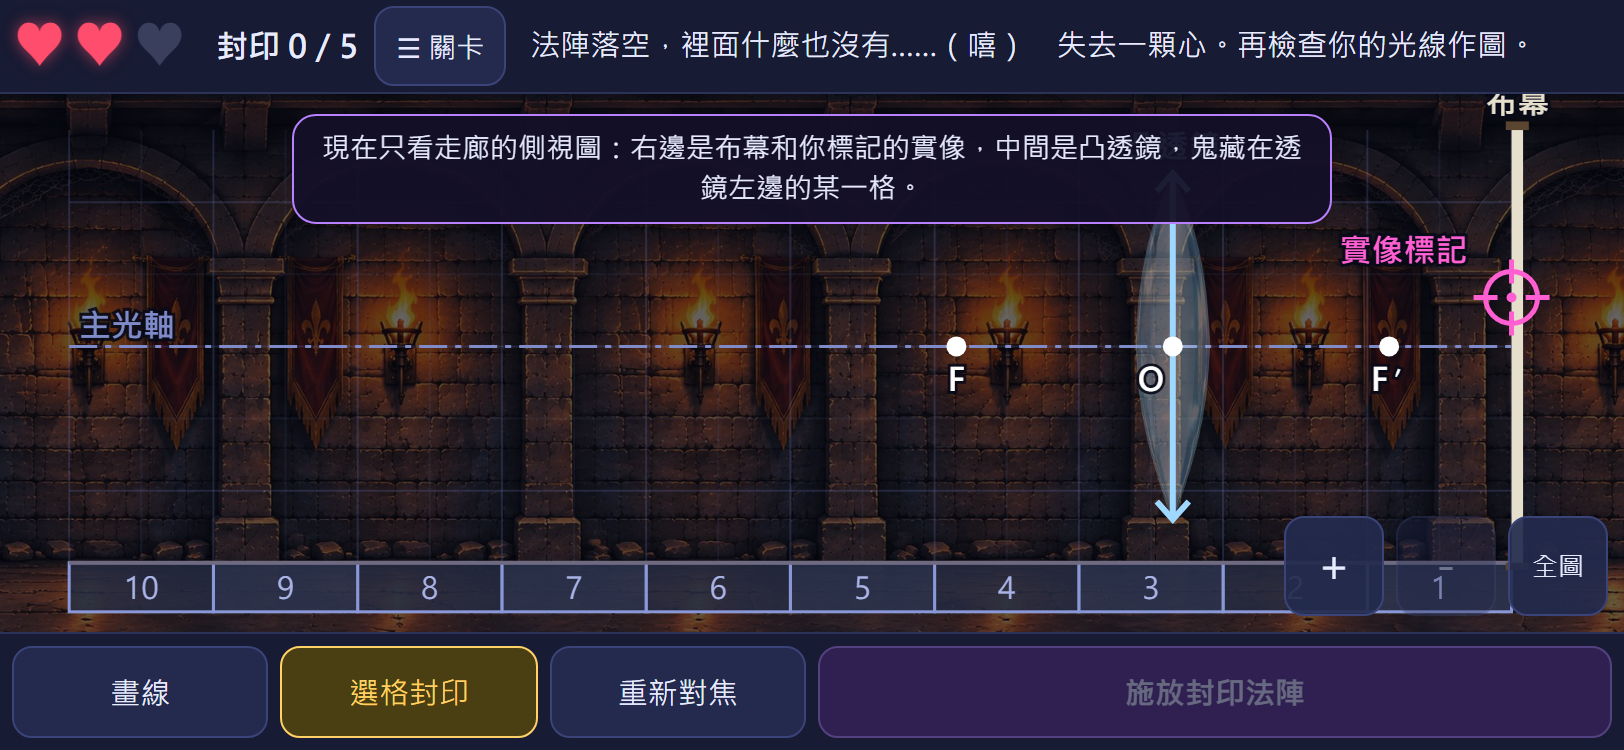 封印 0 / 5
☰ 關卡
法陣落空，裡面什麼也沒有……（嘻） 失去一顆心。再檢查你的光線作圖。
布幕
現在只看走廊的側視圖：右邊是布幕和你標記的實像，中間是凸透鏡，鬼藏在透
鏡左邊的某一格。
實像標記
主光軸
F
O
F′
10 9 8 7 6 5 4 3 2 1
+
−
全圖
畫線
選格封印
重新對焦
施放封印法陣